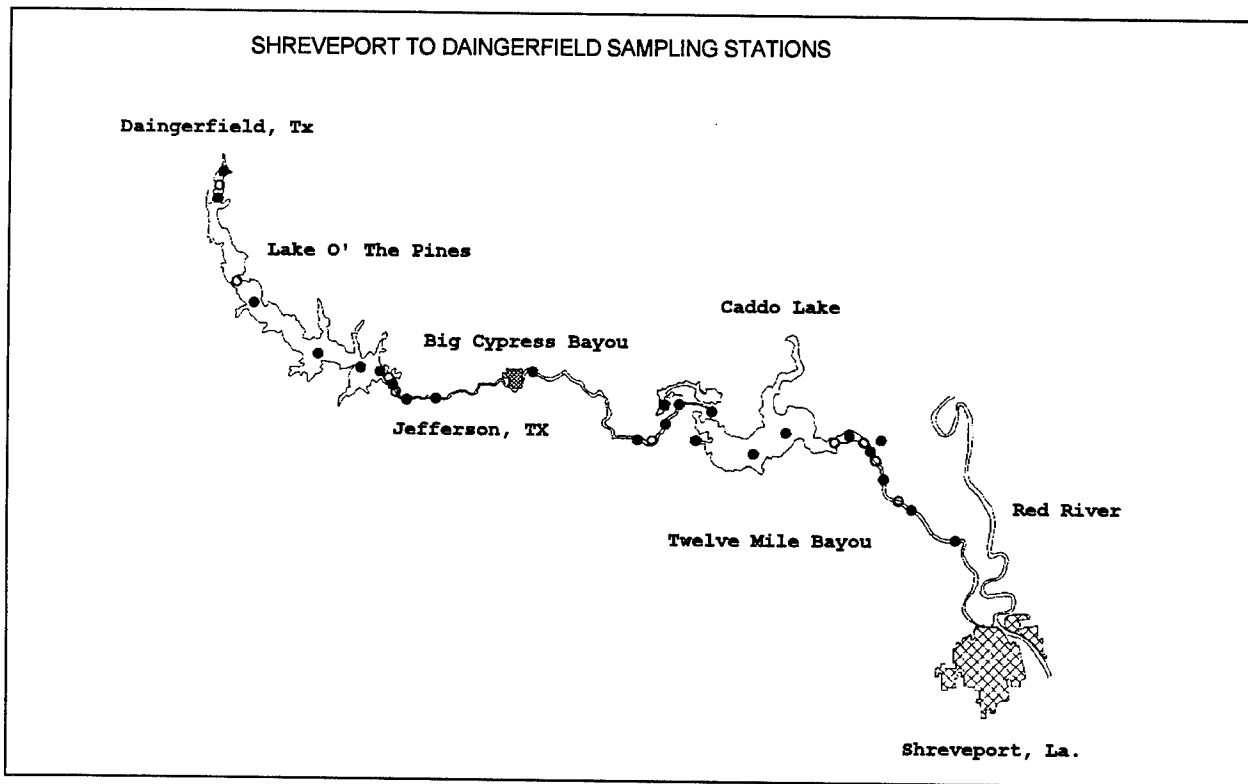 SHREVEPORT TO DAINGERFIELD SAMPLING STATIONS
Daingerfield, Tx
Lake O' The Pines
Caddo Lake
Big Cypress Bayou
Jefferson, TX
Red River
Twelve Mile Bayou
Shreveport, La.